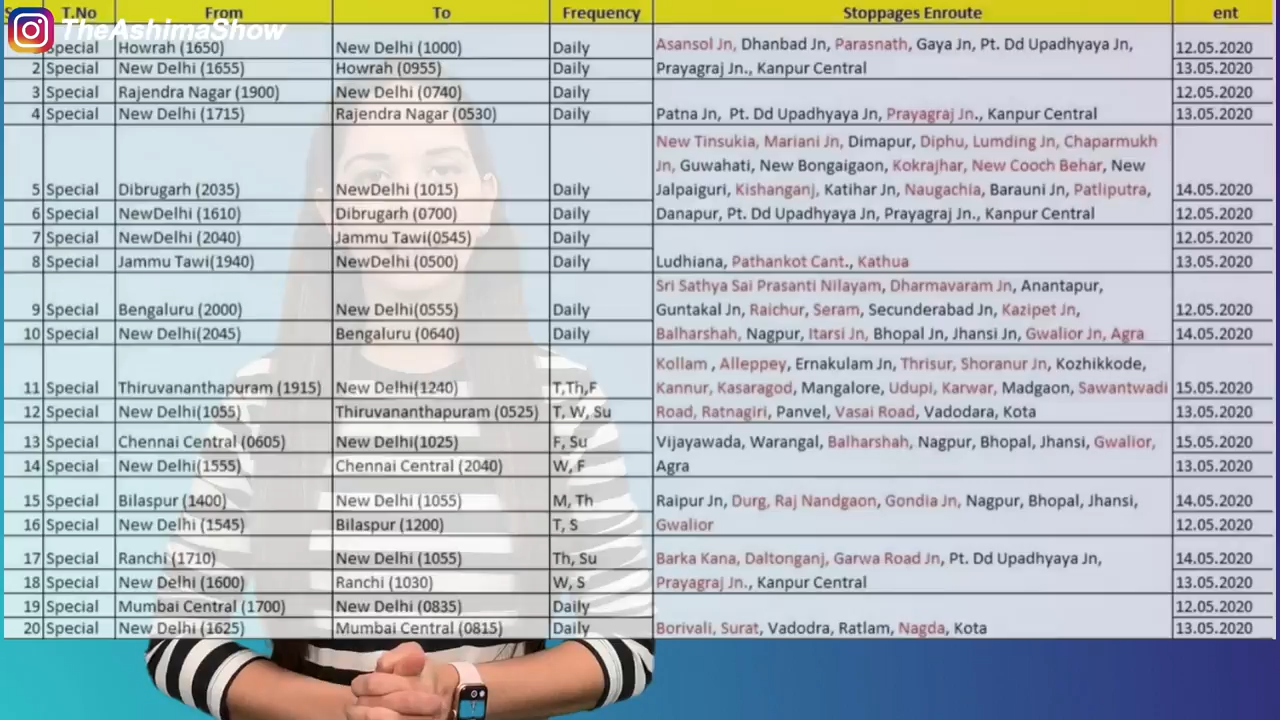 TheAshimaShow
T.No From To Frequency Stoppages Enroute ent
Special Howrah (1650) New Delhi (1000) Daily Asansol Jn, Dhanbad Jn, Parasnath, Gaya Jn, Pt. Dd Upadhyaya Jn, 12.05.2020
2 Special New Delhi (1655) Howrah (0955) Daily Prayagraj Jn., Kanpur Central 13.05.2020
3 Special Rajendra Nagar (1900) New Delhi (0740) Daily 12.05.2020
4 Special New Delhi (1715) Rajendra Nagar (0530) Daily Patna Jn, Pt. Dd Upadhyaya Jn, Prayagraj Jn., Kanpur Central 13.05.2020
New Tinsukia, Mariani Jn, Dimapur, Diphu, Lumding Jn, Chaparmukh
Jn, Guwahati, New Bongaigaon, Kokrajhar, New Cooch Behar, New
5 Special Dibrugarh (2035) NewDelhi (1015) Daily Jalpaiguri, Kishanganj, Katihar Jn, Naugachia, Barauni Jn, Patliputra, 14.05.2020
6 Special NewDelhi (1610) Dibrugarh (0700) Daily Danapur, Pt. Dd Upadhyaya Jn, Prayagraj Jn., Kanpur Central 12.05.2020
7 Special NewDelhi (2040) Jammu Tawi(0545) Daily 12.05.2020
8 Special Jammu Tawi(1940) NewDelhi (0500) Daily Ludhiana, Pathankot Cant., Kathua 13.05.2020
Sri Sathya Sai Prasanti Nilayam, Dharmavaram Jn, Anantapur,
9 Special Bengaluru (2000) New Delhi(0555) Daily Guntakal Jn, Raichur, Seram, Secunderabad Jn, Kazipet Jn, 12.05.2020
10 Special New Delhi(2045) Bengaluru (0640) Daily Balharshah, Nagpur, Itarsi Jn, Bhopal Jn, Jhansi Jn, Gwalior Jn, Agra 14.05.2020
Kollam , Alleppey, Ernakulam Jn, Thrisur, Shoranur Jn, Kozhikkode,
11 Special Thiruvananthapuram (1915) New Delhi(1240) T,Th,F Kannur, Kasaragod, Mangalore, Udupi, Karwar, Madgaon, Sawantwadi 15.05.2020
12 Special New Delhi(1055) Thiruvananthapuram (0525) T, W, Su Road, Ratnagiri, Panvel, Vasai Road, Vadodara, Kota 13.05.2020
13 Special Chennai Central (0605) New Delhi(1025) F, Su Vijayawada, Warangal, Balharshah, Nagpur, Bhopal, Jhansi, Gwalior, 15.05.2020
14 Special New Delhi(1555) Chennai Central (2040) W, F Agra 13.05.2020
15 Special Bilaspur (1400) New Delhi (1055) M, Th Raipur Jn, Durg, Raj Nandgaon, Gondia Jn, Nagpur, Bhopal, Jhansi, 14.05.2020
16 Special New Delhi (1545) Bilaspur (1200) T, S Gwalior 12.05.2020
17 Special Ranchi (1710) New Delhi (1055) Th, Su Barka Kana, Daltonganj, Garwa Road Jn, Pt. Dd Upadhyaya Jn, 14.05.2020
18 Special New Delhi (1600) Ranchi (1030) W, S Prayagraj Jn., Kanpur Central 13.05.2020
19 Special Mumbai Central (1700) New Delhi (0835) Daily 12.05.2020
20 Special New Delhi (1625) Mumbai Central (0815) Daily Borivali, Surat, Vadodra, Ratlam, Nagda, Kota 13.05.2020